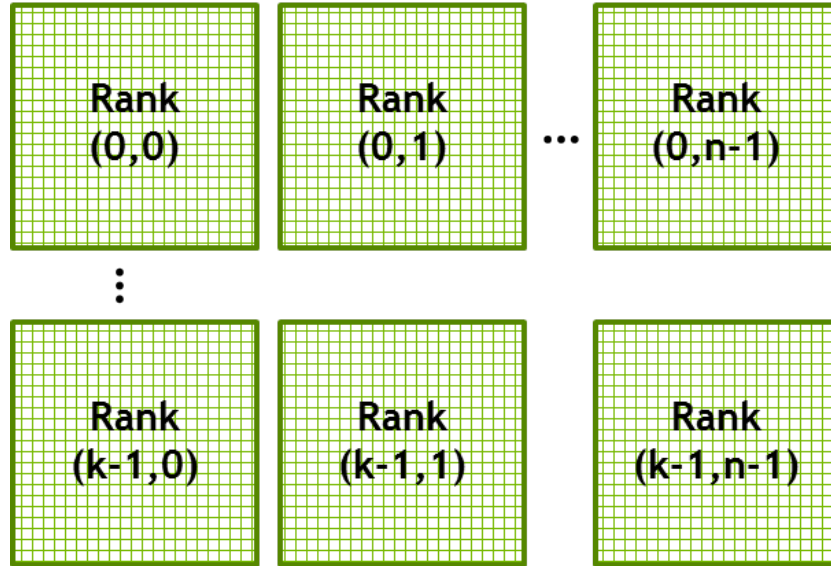 Rank
(0,0)
Rank
(0,1)
...
Rank
(0,n-1)
...
Rank
(k-1,0)
Rank
(k-1,1)
Rank
(k-1,n-1)